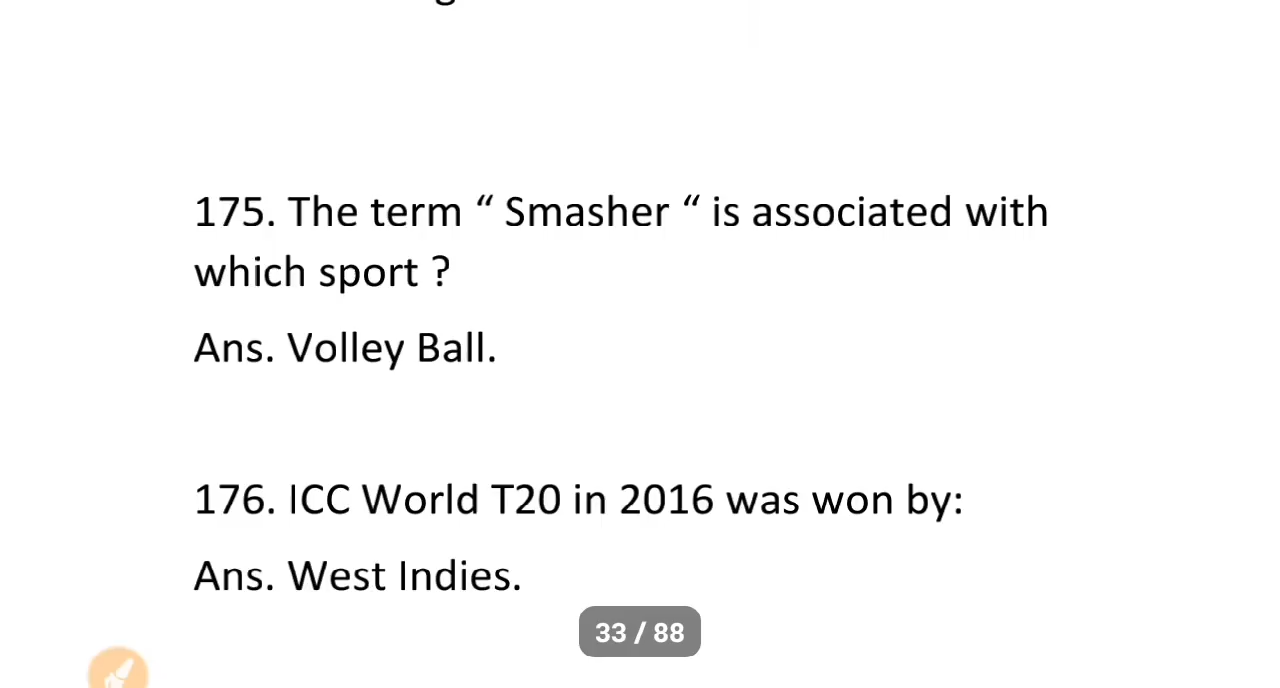 175. The term “ Smasher “ is associated with
which sport ?
Ans. Volley Ball.
176. ICC World T20 in 2016 was won by:
Ans. West Indies.
33 / 88